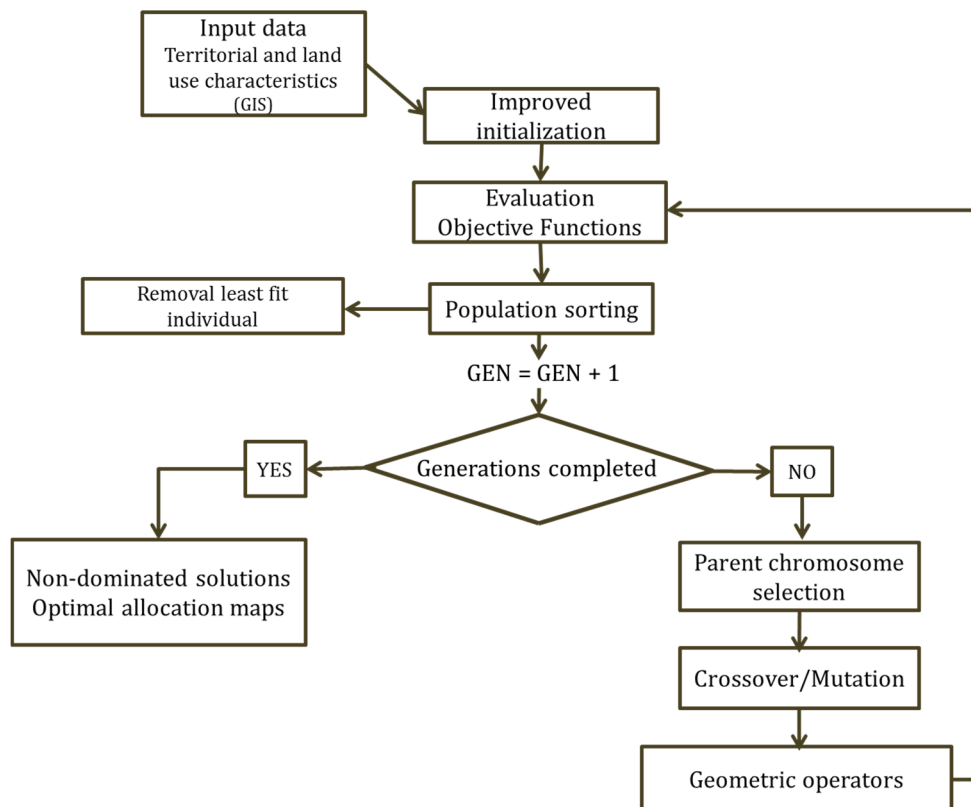 Input data
Territorial and land
use characteristics
(GIS)
Improved
initialization
Evaluation
Objective Functions
Removal least fit
individual
Population sorting
GEN = GEN + 1
YES
Generations completed
NO
Non-dominated solutions
Optimal allocation maps
Parent chromosome
selection
Crossover/Mutation
Geometric operators